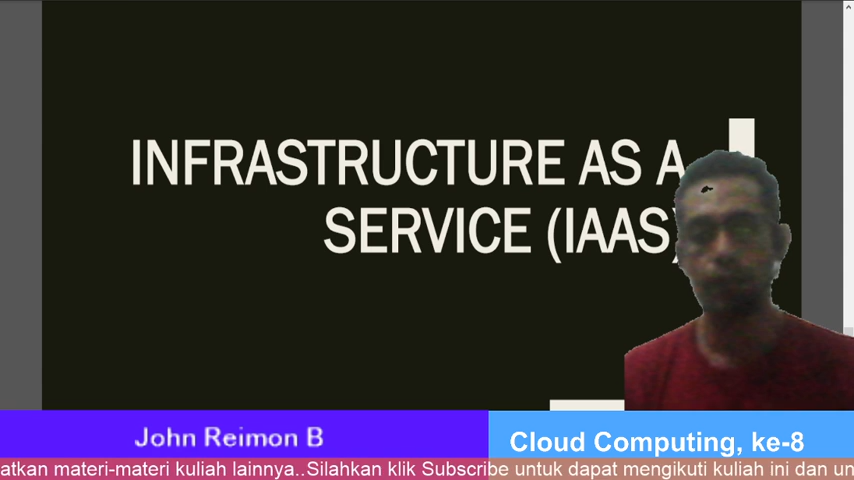 INFRASTRUCTURE AS A
SERVICE (IAAS)
John Reimon B
Cloud Computing, ke-8
atkan materi-materi kuliah lainnya..Silahkan klik Subscribe untuk dapat mengikuti kuliah ini dan un